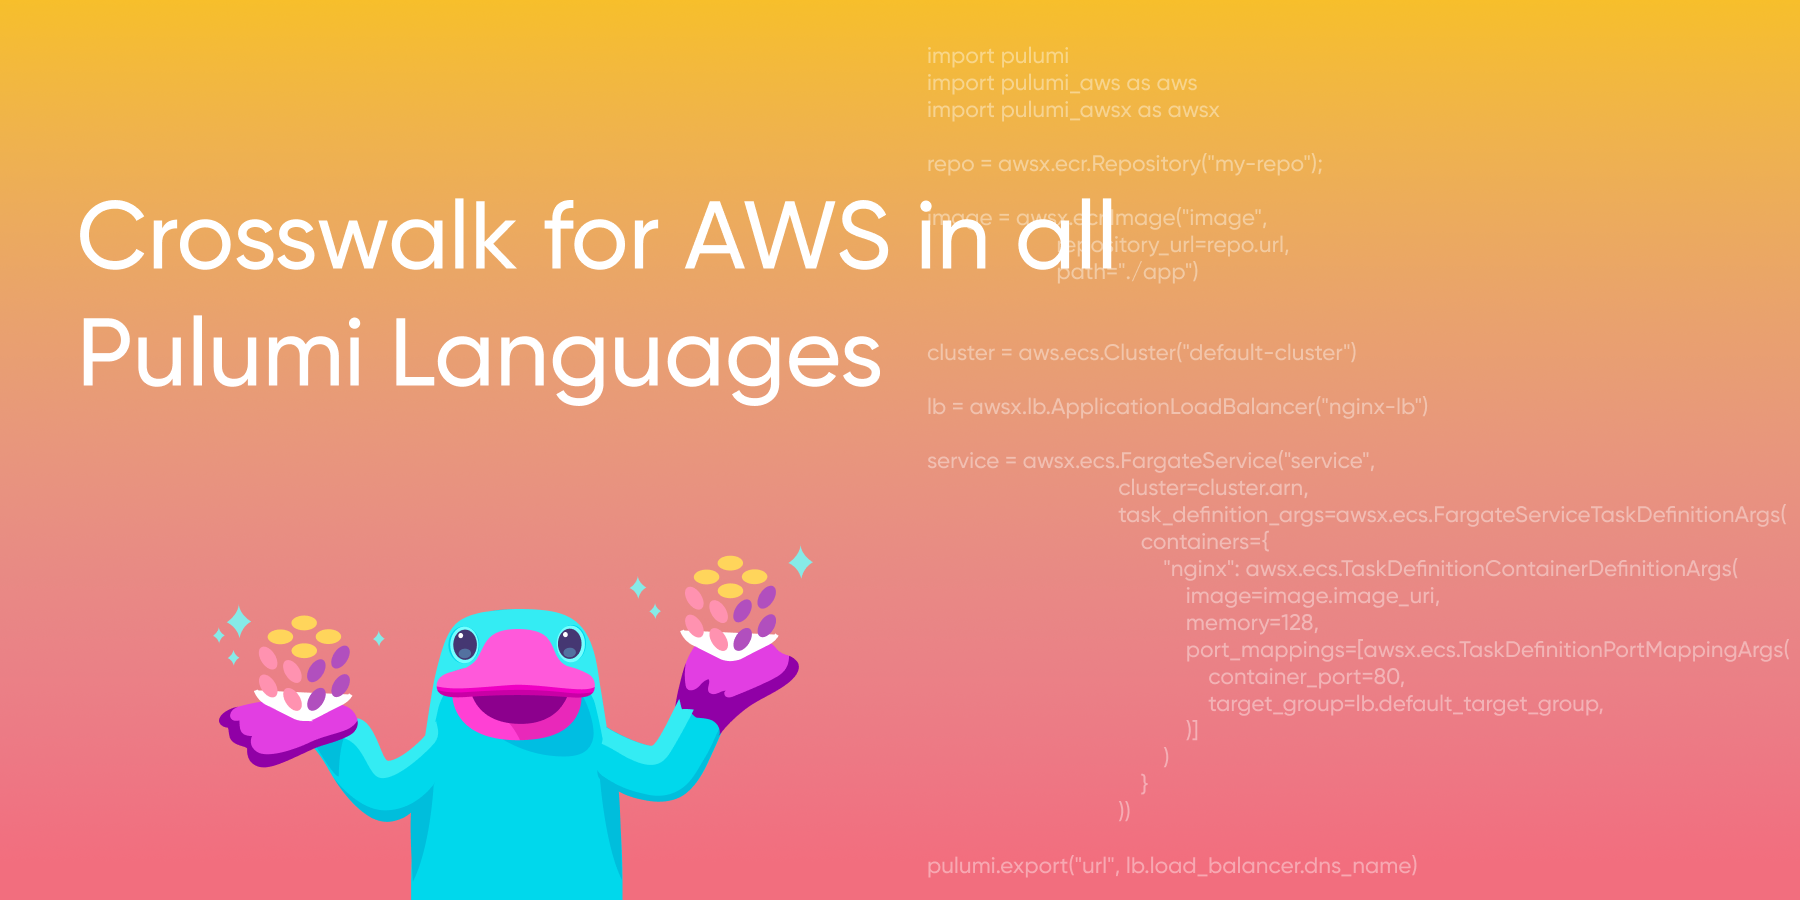 Crosswalk for AWS in all
Pulumi Languages
import pulumi
import pulumi_aws as aws
import pulumi_awsx as awsx
repo = awsx.ecr.Repository("my-repo");
image = awsx.ecr.Image("image",
repository_url=repo.url,
path="./app")
cluster = aws.ecs.Cluster("default-cluster")
lb = awsx.lb.ApplicationLoadBalancer("nginx-lb")
service = awsx.ecs.FargateService("service",
cluster=cluster.arn,
task_definition_args=awsx.ecs.FargateServiceTaskDefinitionArgs(
containers={
"nginx": awsx.ecs.TaskDefinitionContainerDefinitionArgs(
image=image.image_uri,
memory=128,
port_mappings=[awsx.ecs.TaskDefinitionPortMappingArgs(
container_port=80,
target_group=lb.default_target_group,
)]
)
}
))
pulumi.export("url", lb.load_balancer.dns_name)